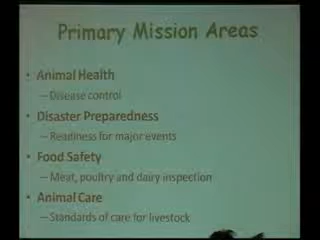 Primary Mission Areas
• Animal Health
– Disease control
• Disaster Preparedness
– Readiness for major events
• Food Safety
– Meat, poultry and dairy inspection
• Animal Care
– Standards of care for livestock